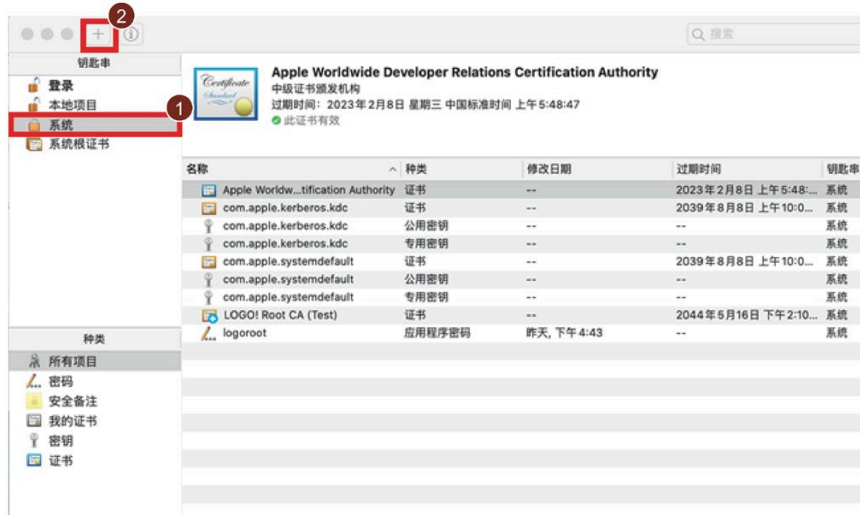 2
搜索
钥匙串
登录
本地项目
1
系统
系统根证书
Certificate
Standard
Apple Worldwide Developer Relations Certification Authority
中级证书颁发机构
过期时间：2023年2月8日 星期三 中国标准时间 上午5:48:47
此证书有效
名称 种类 修改日期 过期时间 钥匙串
Apple Worldw...tification Authority 证书 -- 2023年2月8日 上午5:48:... 系统
com.apple.kerberos.kdc 证书 -- 2039年8月8日 上午10:0... 系统
com.apple.kerberos.kdc 公用密钥 -- -- 系统
com.apple.kerberos.kdc 专用密钥 -- -- 系统
com.apple.systemdefault 证书 -- 2039年8月8日 上午10:0... 系统
com.apple.systemdefault 公用密钥 -- -- 系统
com.apple.systemdefault 专用密钥 -- -- 系统
LOGO! Root CA (Test) 证书 -- 2044年5月16日 下午2:10... 系统
logoroot 应用程序密码 昨天, 下午4:43 -- 系统
种类
所有项目
密码
安全备注
我的证书
密钥
证书